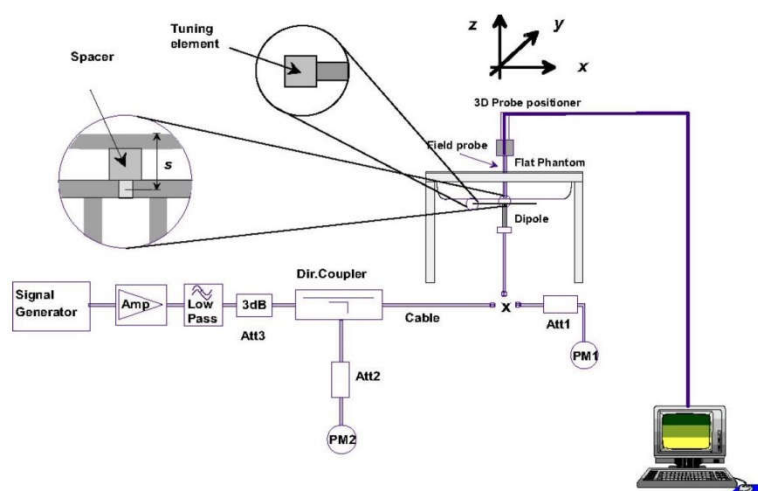 Tuning
element
Spacer
z
y
x
3D Probe positioner
Field probe
Flat Phantom
s
Dipole
Dir.Coupler
Signal
Generator
Amp
Low
Pass
3dB
Att3
Cable
x
Att1
PM1
Att2
PM2